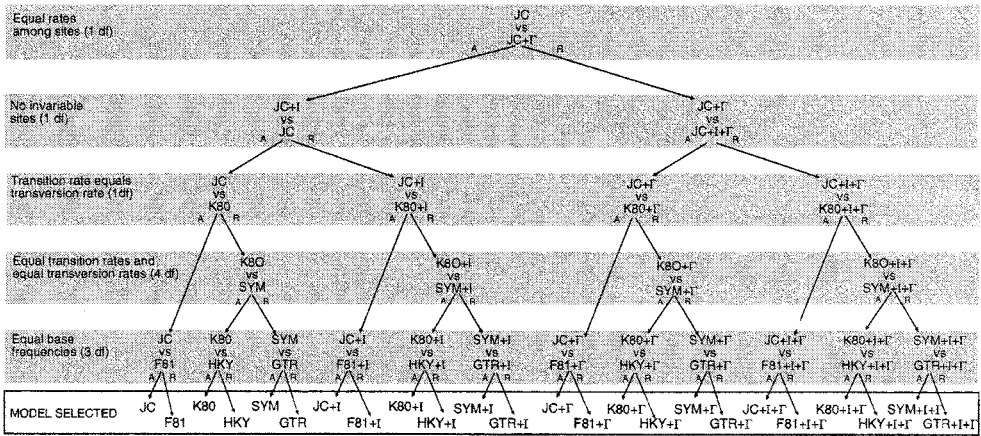 Equal rates
among sites (1 df)
JC
vs
JC+Γ
A R
No invariable
sites (1 df)
JC+I
vs
JC
A R
JC+Γ
vs
JC+I+Γ
A R
Transition rate equals
transversion rate (1df)
JC
vs
K80
A R
JC+I
vs
K80+I
A R
JC+Γ
vs
K80+Γ
A R
JC+I+Γ
vs
K80+I+Γ
A R
Equal transition rates and
equal transversion rates (4 df)
K80
vs
SYM
A R
K80+I
vs
SYM+I
A R
K80+Γ
vs
SYM+Γ
A R
K80+I+Γ
vs
SYM+I+Γ
A R
Equal base
frequencies (3 df)
JC
vs
F81
A R
K80
vs
HKY
A R
SYM
vs
GTR
A R
JC+I
vs
F81+I
A R
K80+I
vs
HKY+I
A R
SYM+I
vs
GTR+I
A R
JC+Γ
vs
F81+Γ
A R
K80+Γ
vs
HKY+Γ
A R
SYM+Γ
vs
GTR+Γ
A R
JC+I+Γ
vs
F81+I+Γ
A R
K80+I+Γ
vs
HKY+I+Γ
A R
SYM+I+Γ
vs
GTR+I+Γ
A R
MODEL SELECTED
JC K80 SYM JC+I K80+I SYM+I JC+Γ K80+Γ SYM+Γ JC+I+Γ K80+I+Γ SYM+I+Γ
F81 HKY GTR F81+I HKY+I GTR+I F81+Γ HKY+Γ GTR+Γ F81+I+Γ HKY+I+Γ GTR+I+Γ